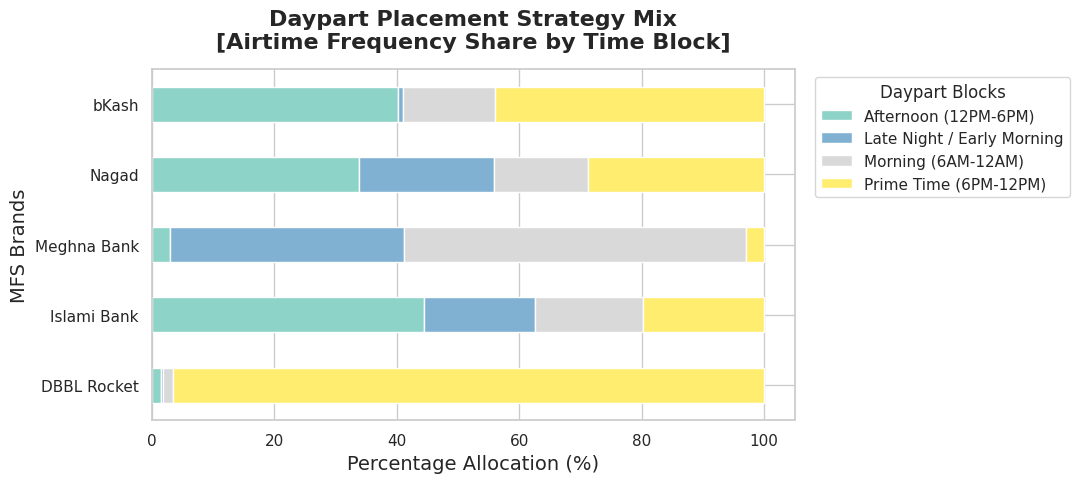 Daypart Placement Strategy Mix
[Airtime Frequency Share by Time Block]
MFS Brands
bKash
Nagad
Meghna Bank
Islami Bank
DBBL Rocket
0 20 40 60 80 100
Percentage Allocation (%)
Daypart Blocks
Afternoon (12PM-6PM)
Late Night / Early Morning
Morning (6AM-12AM)
Prime Time (6PM-12PM)